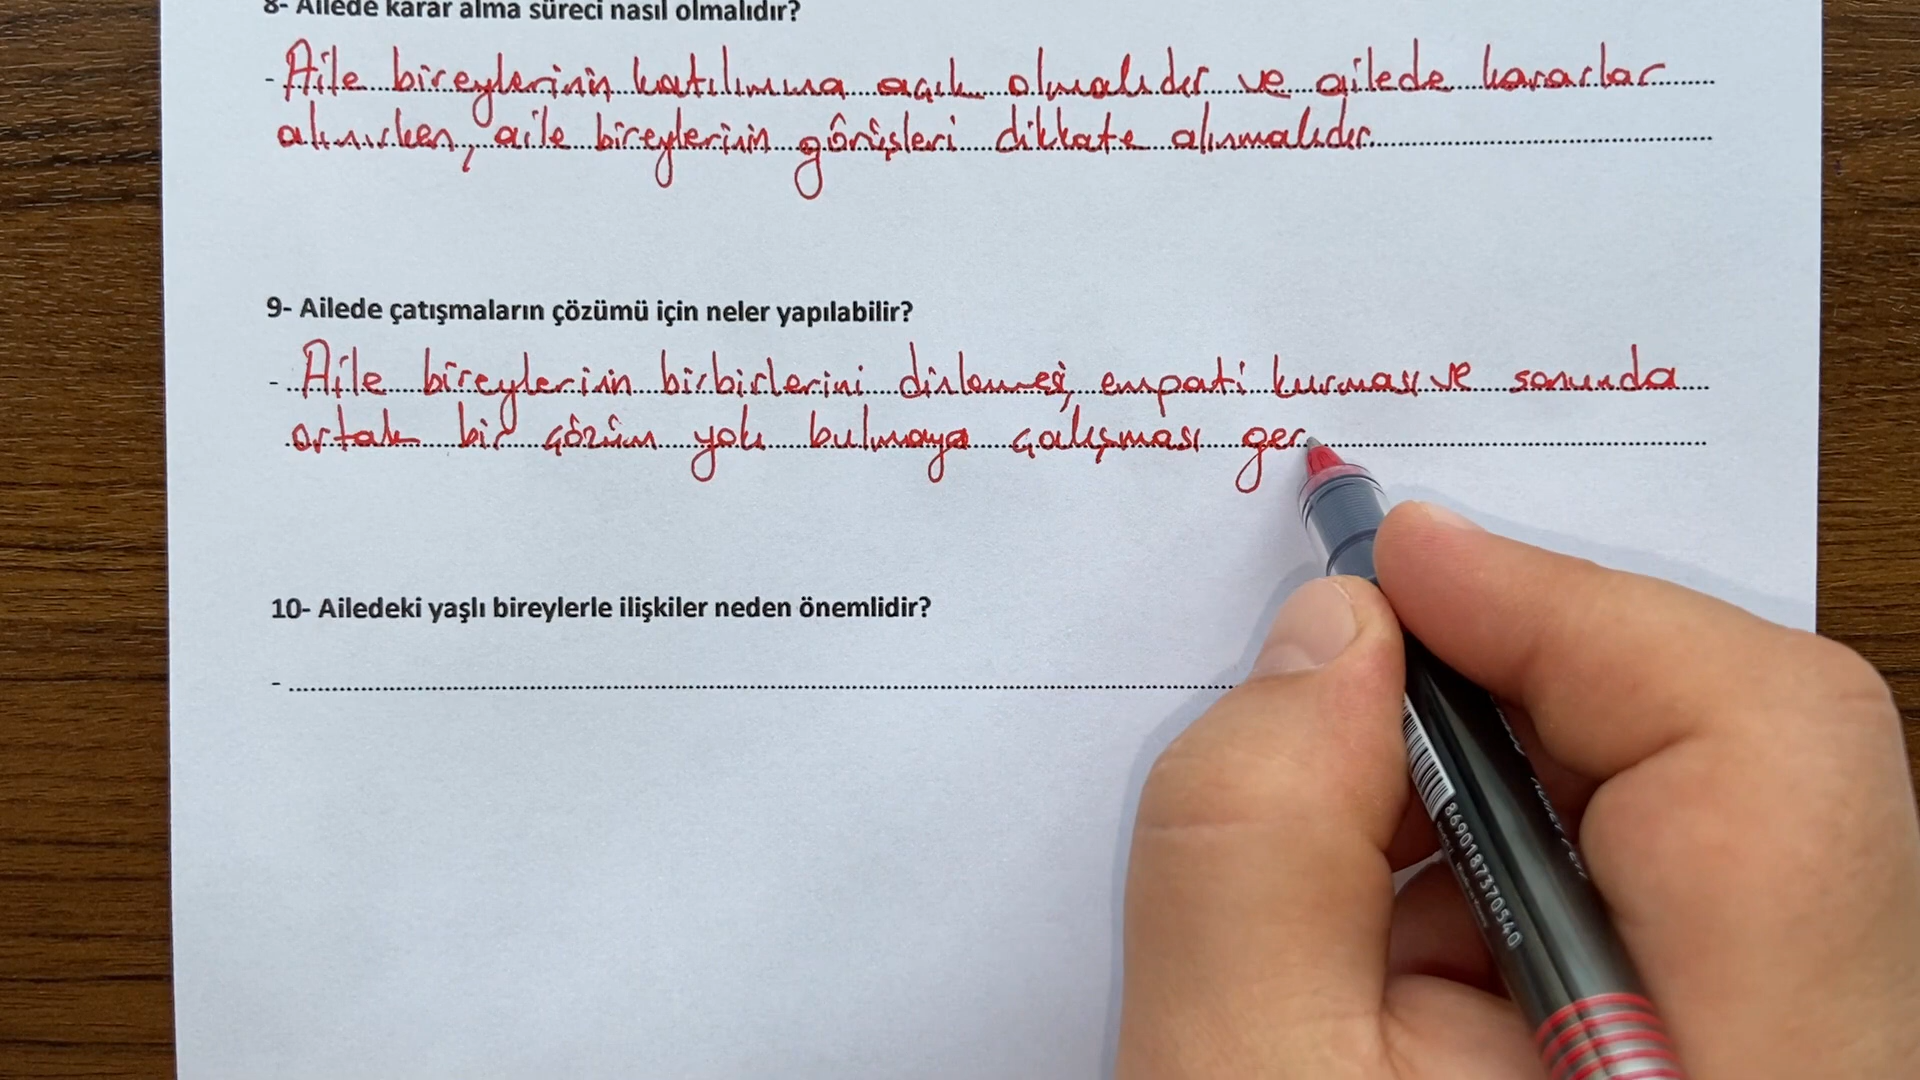 8- Ailede karar alma süreci nasıl olmalıdır?
- Aile bireylerinin katılımına açık olmalıdır ve ailede kararlar
alınırken, aile bireylerinin görüşleri dikkate alınmalıdır.
9- Ailede çatışmaların çözümü için neler yapılabilir?
- Aile bireylerinin birbirlerini dinlemesi, empati kurması ve sonunda
ortak bir çözüm yolu bulmaya çalışması ger
10- Ailedeki yaşlı bireylerle ilişkiler neden önemlidir?
-
8690187370540